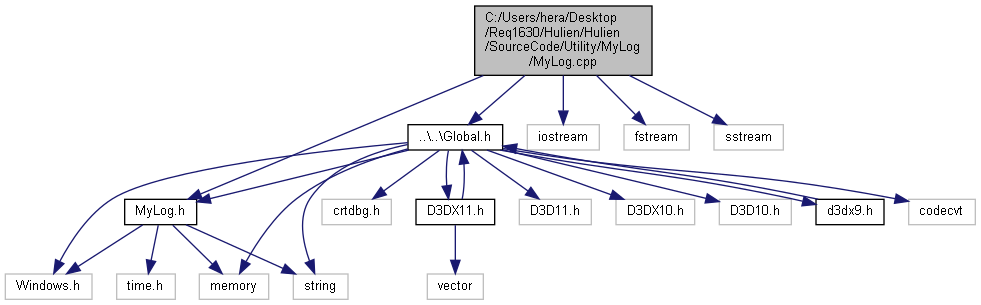 C:/Users/hera/Desktop
/Req1630/Hulien/Hulien
/SourceCode/Utility/MyLog
/MyLog.cpp
..\..\Global.h
iostream
fstream
sstream
MyLog.h
crtdbg.h
D3DX11.h
D3D11.h
D3DX10.h
D3D10.h
d3dx9.h
codecvt
Windows.h
time.h
memory
string
vector